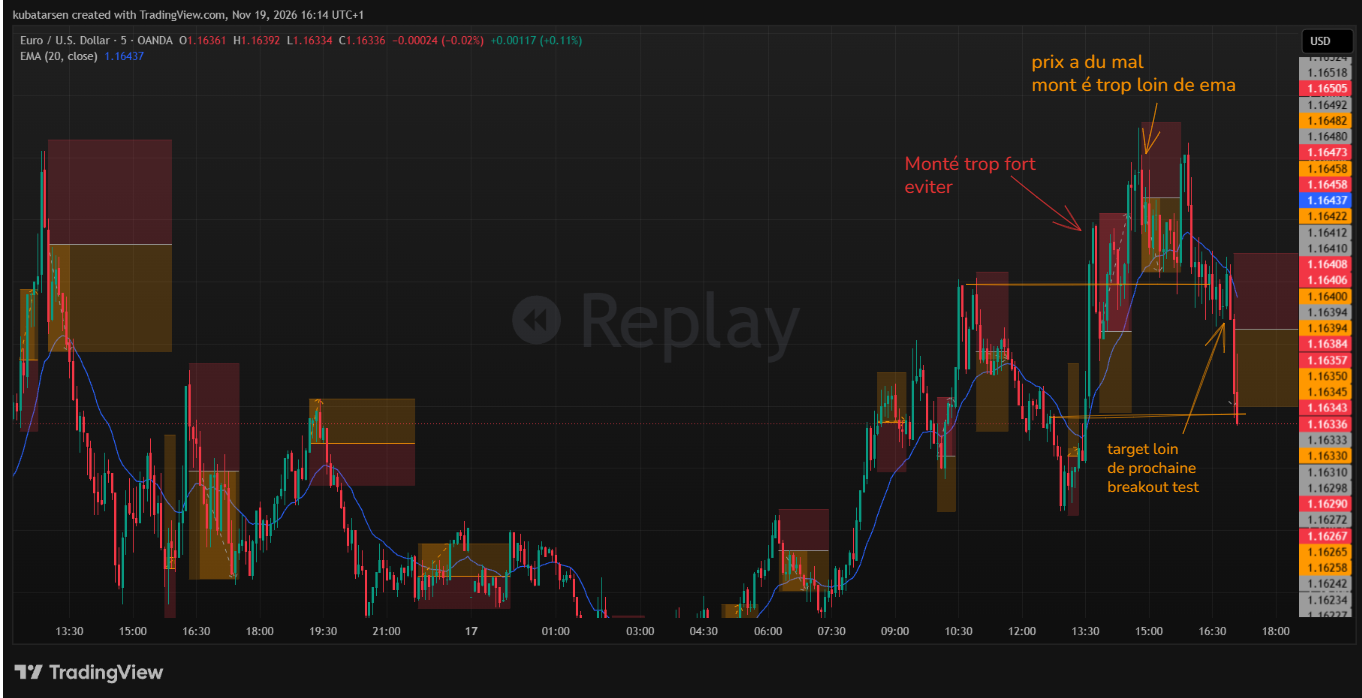 kubatarsen created with TradingView.com, Nov 19, 2026 16:14 UTC+1
Euro / U.S. Dollar · 5 · OANDA O1.16361 H1.16392 L1.16334 C1.16336 −0.00024 (−0.02%) +0.00117 (+0.11%)
EMA (20, close) 1.16437
USD
prix a du mal
mont é trop loin de ema
Monté trop fort
eviter
Replay
target loin
de prochaine
breakout test
1.16524
1.16518
1.16505
1.16492
1.16482
1.16480
1.16473
1.16458
1.16458
1.16437
1.16422
1.16412
1.16410
1.16408
1.16406
1.16400
1.16394
1.16394
1.16384
1.16357
1.16350
1.16345
1.16343
1.16336
1.16333
1.16330
1.16310
1.16298
1.16290
1.16272
1.16267
1.16265
1.16258
1.16242
1.16234
13:30 15:00 16:30 18:00 19:30 21:00 17 01:00 03:00 04:30 06:00 07:30 09:00 10:30 12:00 13:30 15:00 16:30 18:00
TradingView